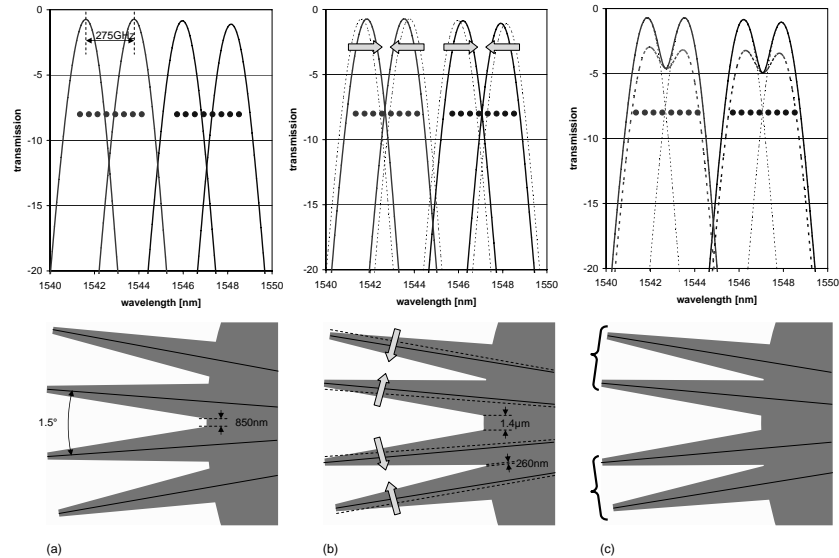 0
-5
-10
-15
-20
transmission
275GHz
1540 1542 1544 1546 1548 1550
wavelength [nm]
0
-5
-10
-15
-20
transmission
1540 1542 1544 1546 1548 1550
wavelength [nm]
0
-5
-10
-15
-20
transmission
1540 1542 1544 1546 1548 1550
wavelength [nm]
1.5°
850nm
1.4µm
260nm
(a)
(b)
(c)